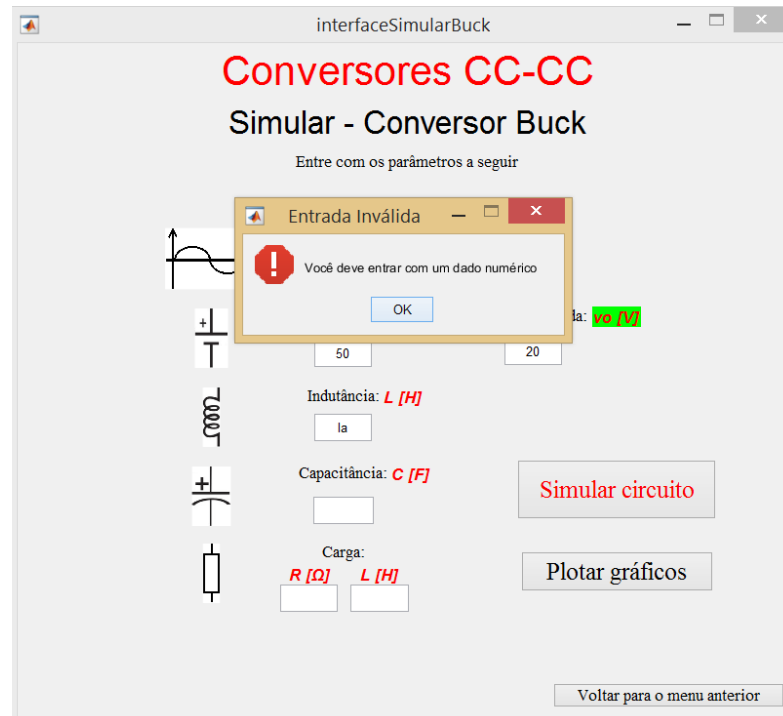 interfaceSimularBuck
Conversores CC-CC
Simular - Conversor Buck
Entre com os parâmetros a seguir
Entrada Inválida
Você deve entrar com um dado numérico
OK
da: vo [V]
50
20
Indutância: L [H]
la
Capacitância: C [F]
Simular circuito
Carga:
R [Ω] L [H]
Plotar gráficos
Voltar para o menu anterior